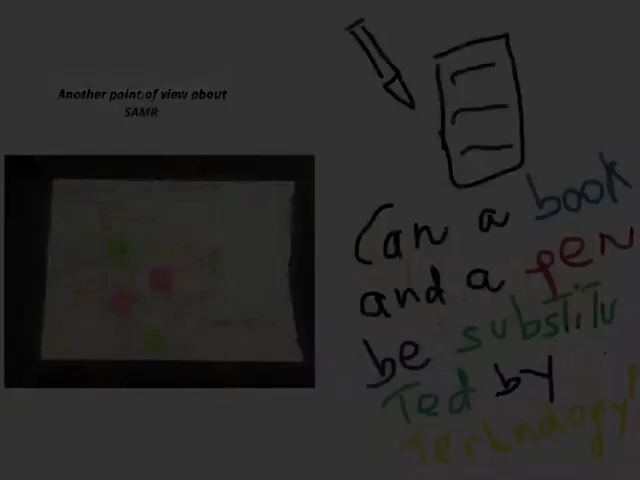 Another point of view about
SAMR
Can a book
and a pen
be substitu
Ted by
Technology